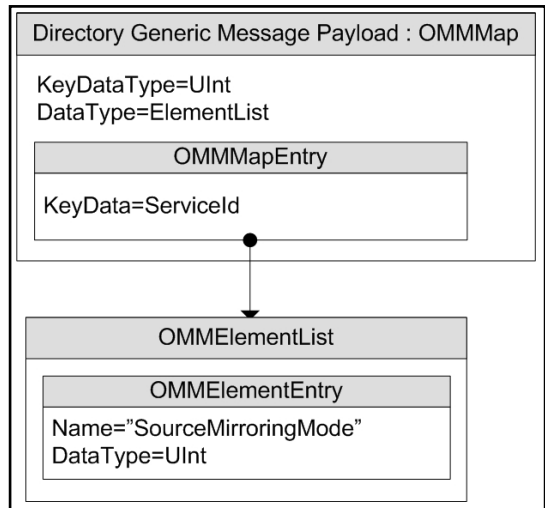 Directory Generic Message Payload : OMMMap
KeyDataType=UInt
DataType=ElementList
OMMMapEntry
KeyData=ServiceId
OMMElementList
OMMElementEntry
Name=”SourceMirroringMode”
DataType=UInt